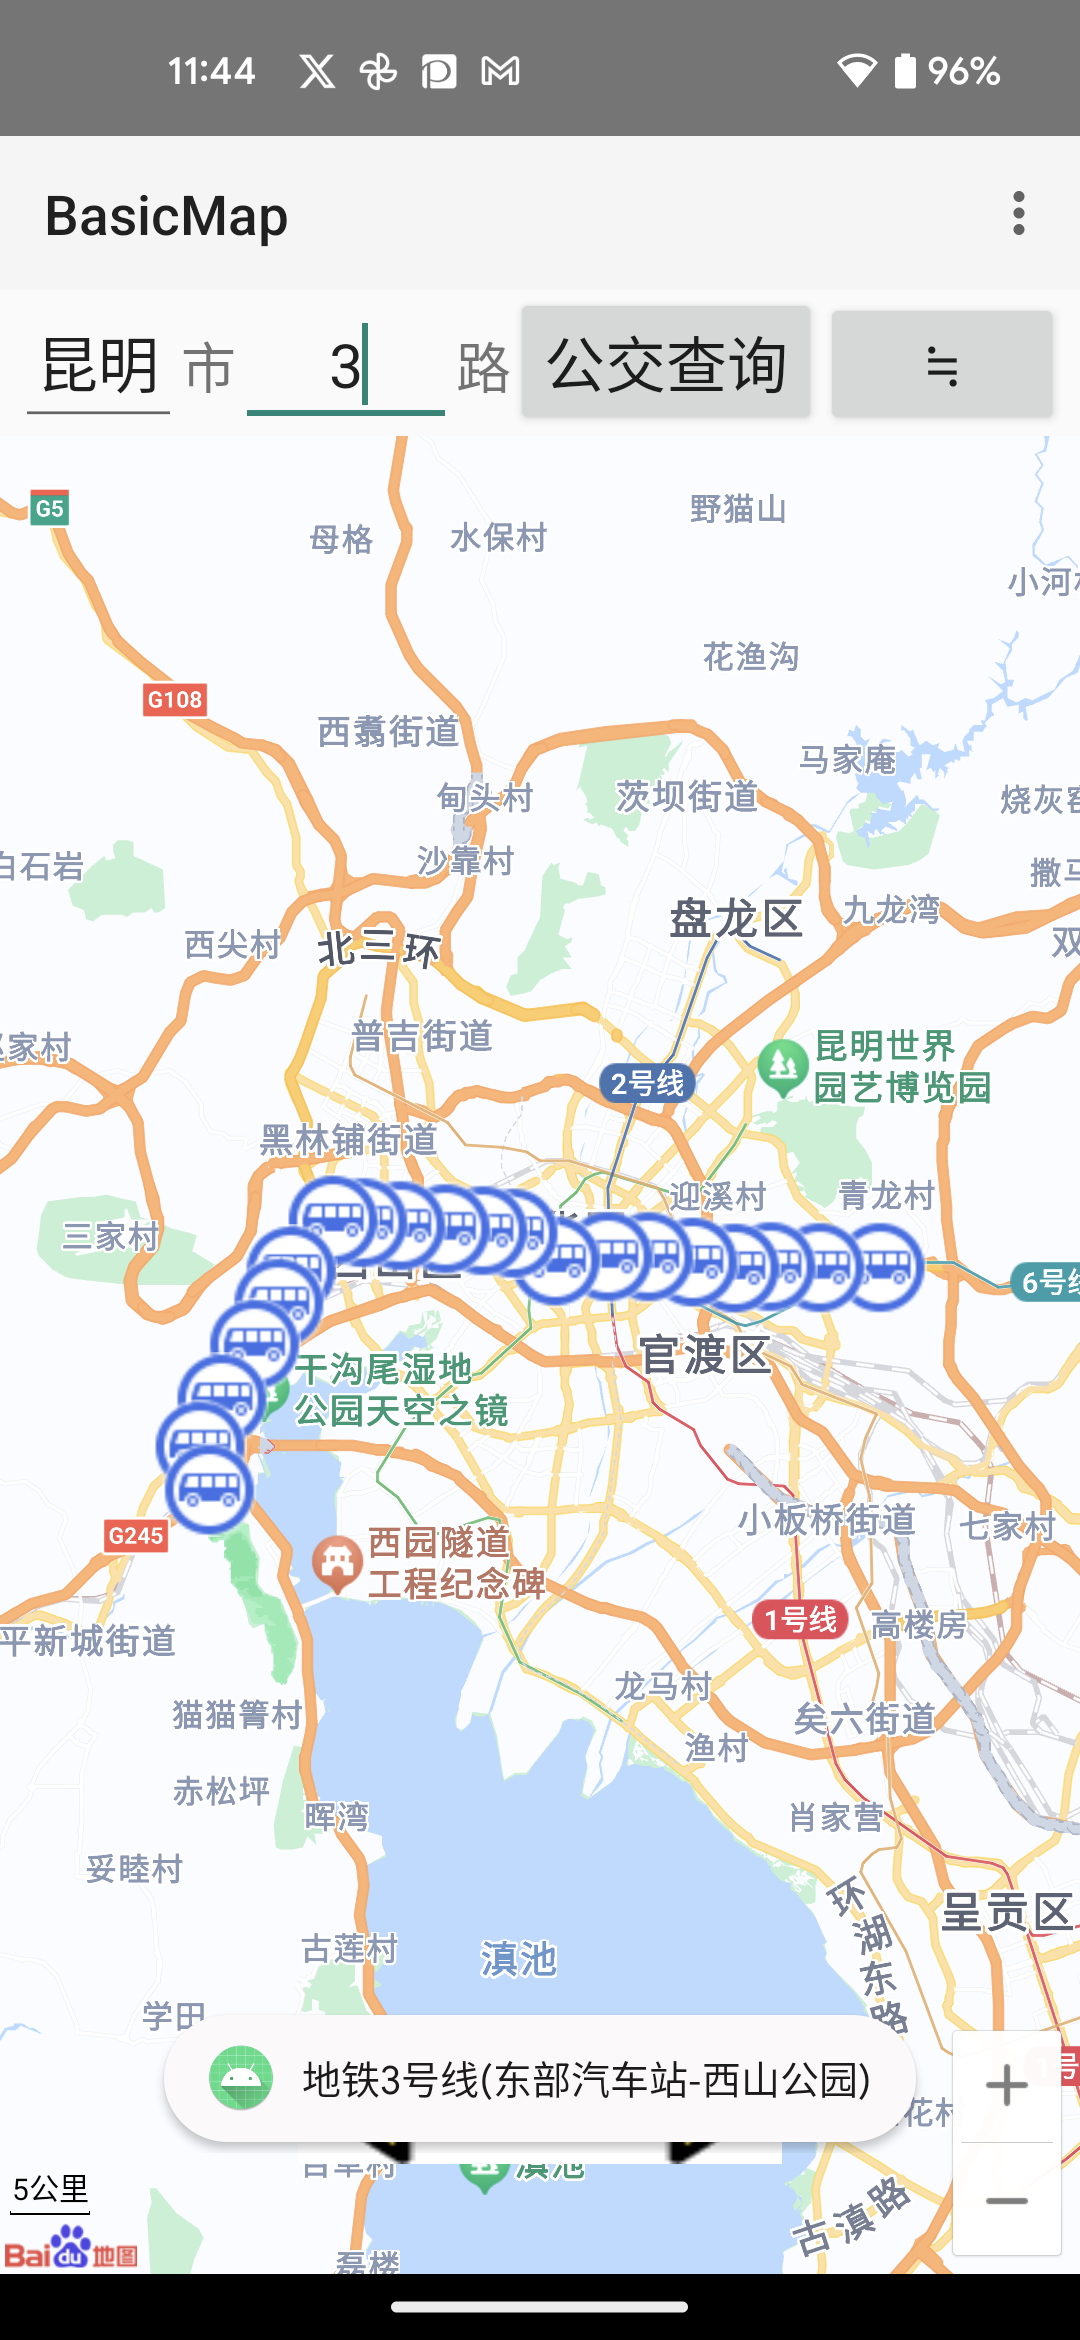 11:44
96%
BasicMap
昆明 市 3 路 公交查询 ≒
G5
母格
水保村
野猫山
花渔沟
G108
西翥街道
马家庵
甸头村
茨坝街道
沙靠村
白石岩
盘龙区
九龙湾
西尖村
北三环
普吉街道
昆明世界
园艺博览园
2号线
黑林铺街道
迎溪村
青龙村
三家村
6号线
官渡区
干沟尾湿地
公园天空之镜
小板桥街道
七家村
G245
西园隧道
工程纪念碑
1号线
高楼房
平新城街道
龙马村
猫猫箐村
矣六街道
渔村
赤松坪
晖湾
肖家营
妥睦村
环湖东路
呈贡区
古莲村
滇池
学田
地铁3号线(东部汽车站-西山公园)
滇池
5公里
古滇路
Bai du 地图
磊楼